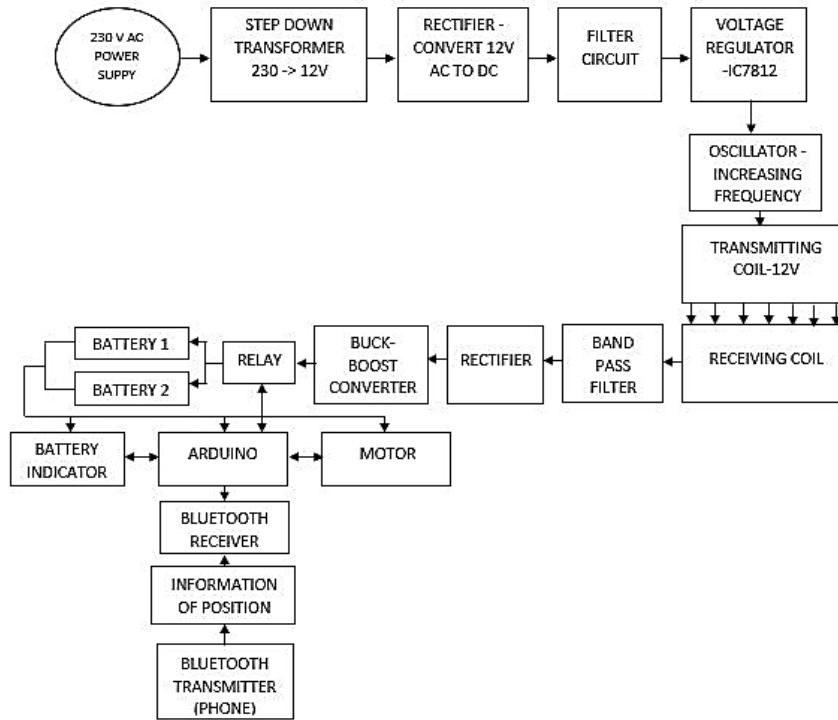 230 V AC
POWER
SUPPY
STEP DOWN
TRANSFORMER
230 -> 12V
RECTIFIER -
CONVERT 12V
AC TO DC
FILTER
CIRCUIT
VOLTAGE
REGULATOR
-IC7812
OSCILLATOR -
INCREASING
FREQUENCY
TRANSMITTING
COIL-12V
RECEIVING COIL
BAND
PASS
FILTER
RECTIFIER
BUCK-
BOOST
CONVERTER
RELAY
BATTERY 1
BATTERY 2
BATTERY
INDICATOR
ARDUINO
MOTOR
BLUETOOTH
RECEIVER
INFORMATION
OF POSITION
BLUETOOTH
TRANSMITTER
(PHONE)